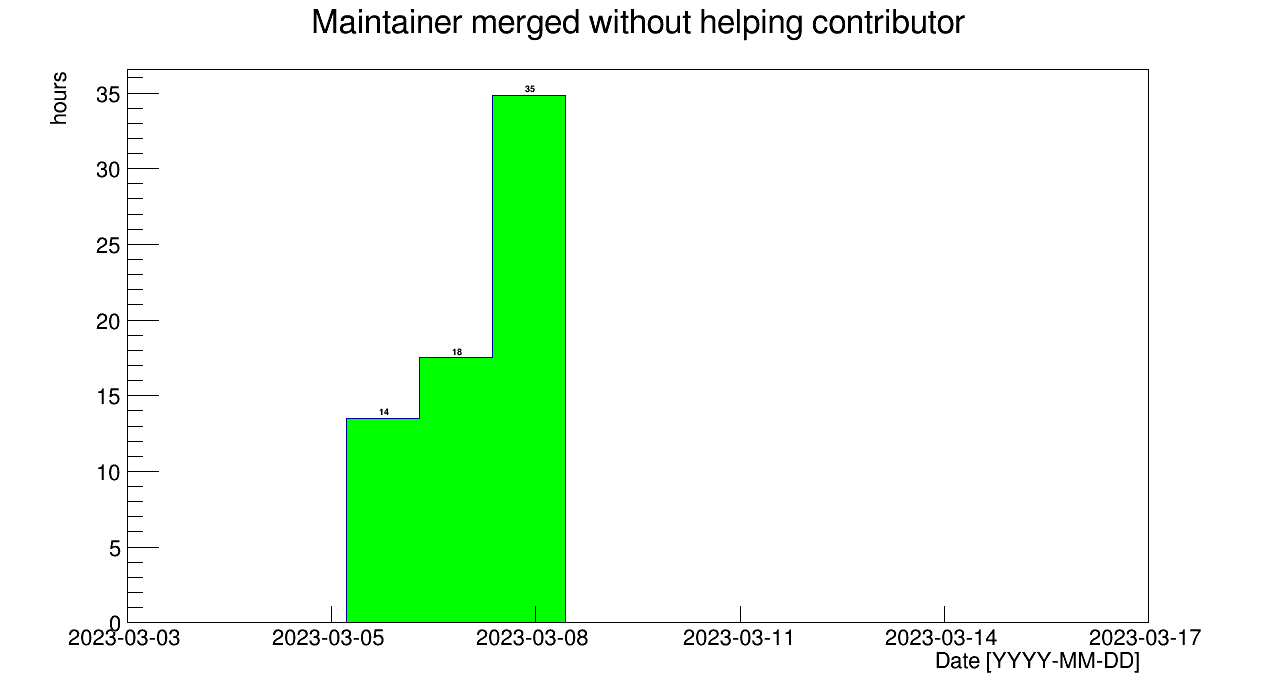 Maintainer merged without helping contributor
hours
35
30
25
20
15
10
5
0
35
18
14
2023-03-03 2023-03-05 2023-03-08 2023-03-11 2023-03-14 2023-03-17
Date [YYYY-MM-DD]